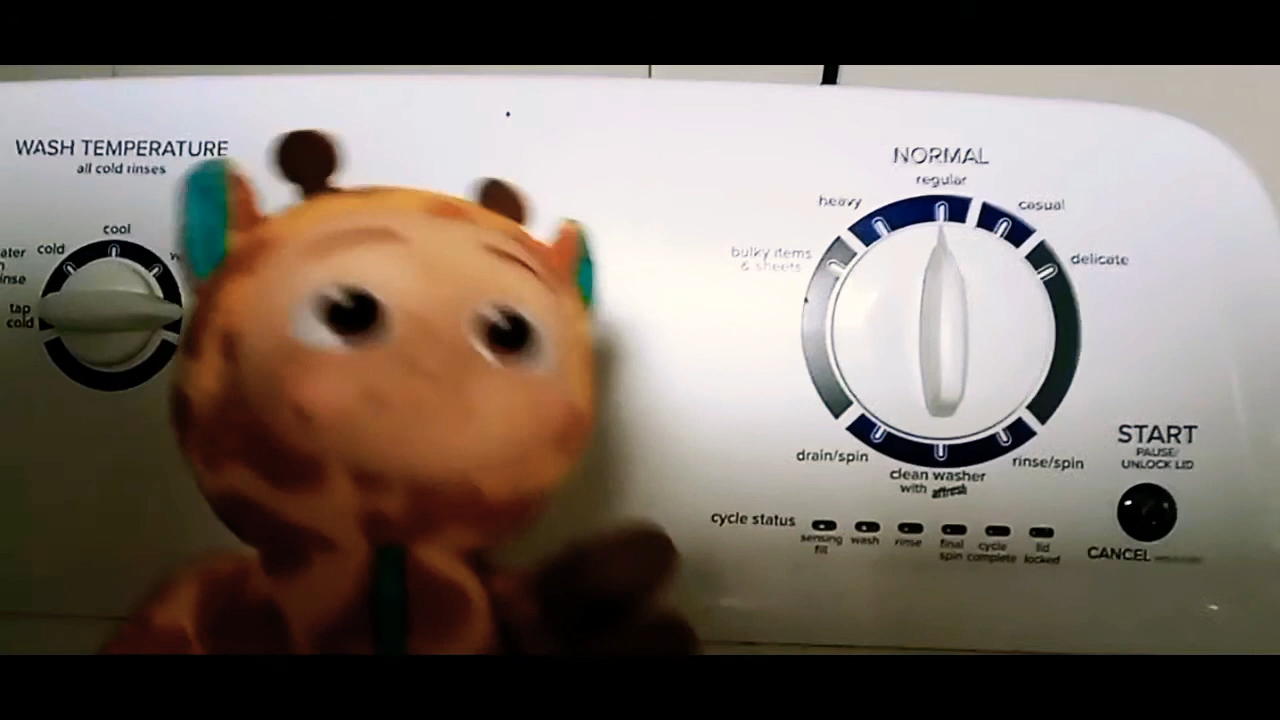 WASH TEMPERATURE
all cold rinses
cool
cold
tap
cold
NORMAL
regular
heavy
casual
bulky items
& sheets
delicate
drain/spin
rinse/spin
clean washer
with affresh
START
PAUSE/
UNLOCK LID
cycle status
sensing
fill
wash
rinse
final
spin
cycle
complete
lid
locked
CANCEL